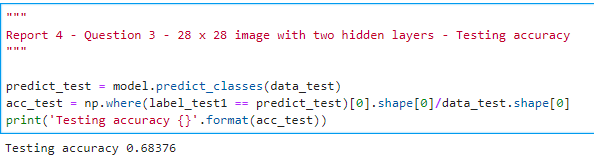 """
Report 4 - Question 3 - 28 x 28 image with two hidden layers - Testing accuracy
"""
predict_test = model.predict_classes(data_test)
acc_test = np.where(label_test1 == predict_test)[0].shape[0]/data_test.shape[0]
print('Testing accuracy {}'.format(acc_test))
Testing accuracy 0.68376